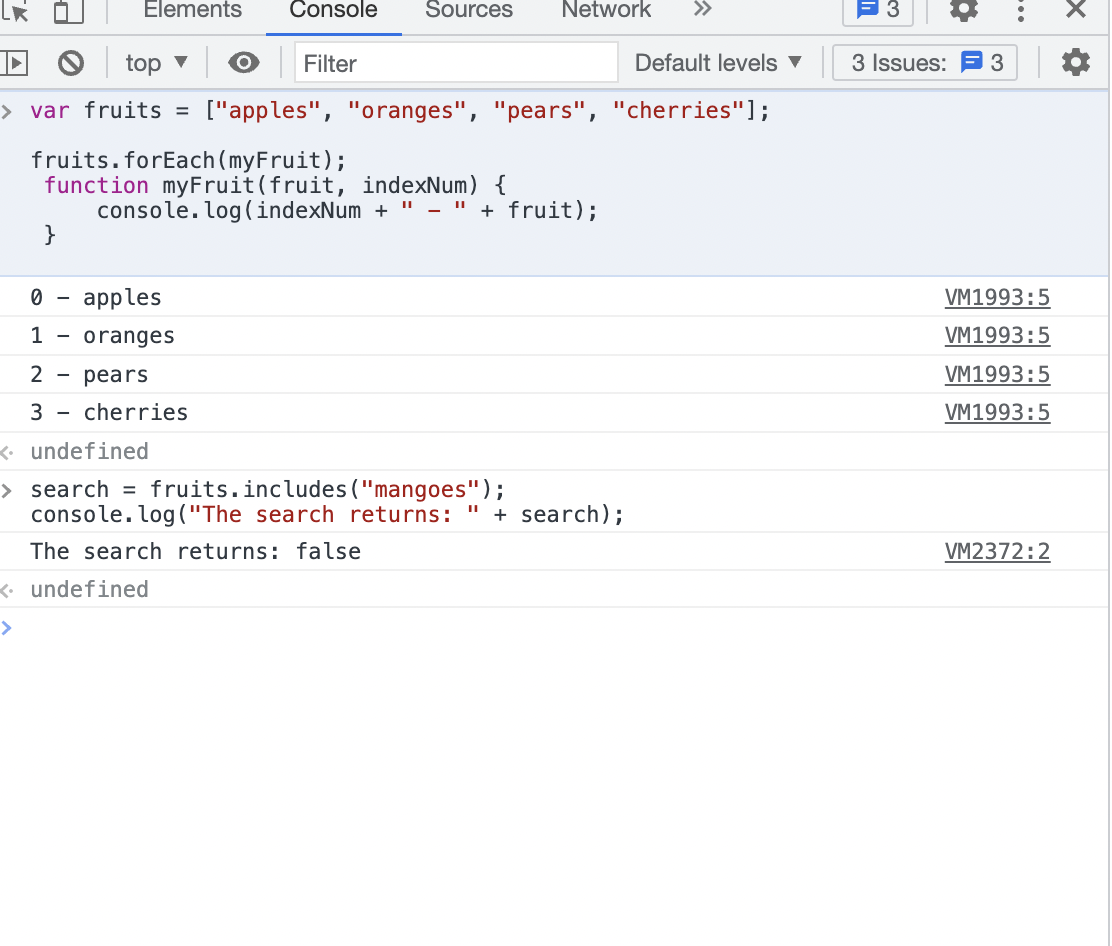 Elements Console Sources Network 3
top Filter Default levels 3 Issues: 3
var fruits = ["apples", "oranges", "pears", "cherries"];
fruits.forEach(myFruit);
function myFruit(fruit, indexNum) {
console.log(indexNum + " - " + fruit);
}
0 - apples VM1993:5
1 - oranges VM1993:5
2 - pears VM1993:5
3 - cherries VM1993:5
undefined
search = fruits.includes("mangoes");
console.log("The search returns: " + search);
The search returns: false VM2372:2
undefined